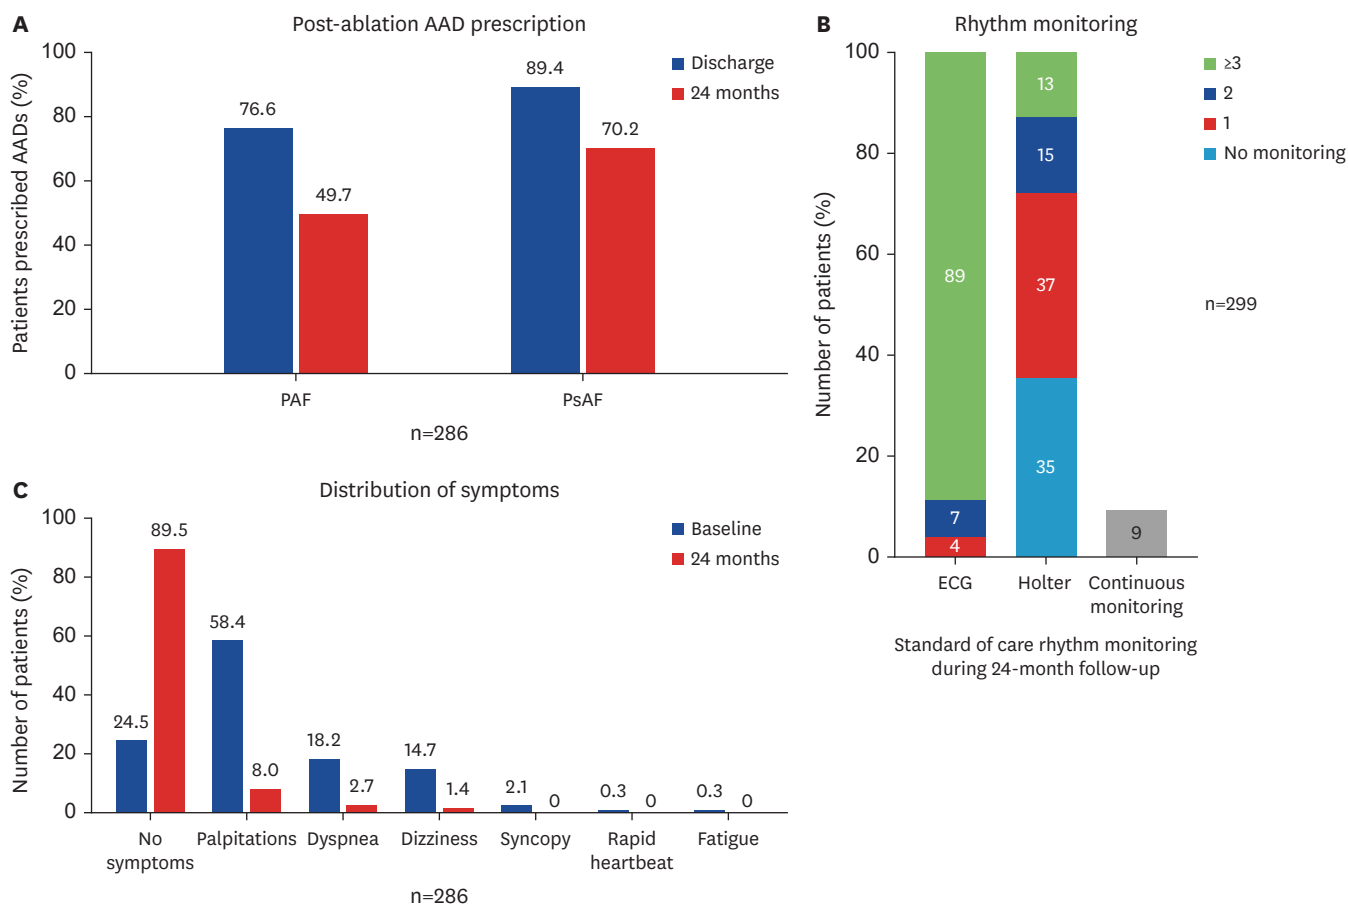 A
Post-ablation AAD prescription
Patients prescribed AADs (%)
100
80
60
40
20
0
76.6
49.7
89.4
70.2
Discharge
24 months
PAF
PsAF
n=286
B
Rhythm monitoring
Number of patients (%)
100
80
60
40
20
0
89
7
4
13
15
37
35
9
≥3
2
1
No monitoring
n=299
ECG
Holter
Continuous
monitoring
Standard of care rhythm monitoring
during 24-month follow-up
C
Distribution of symptoms
Number of patients (%)
100
80
60
40
20
0
24.5
89.5
58.4
8.0
18.2
2.7
14.7
1.4
2.1
0
0.3
0
0.3
0
Baseline
24 months
No
symptoms
Palpitations
Dyspnea
Dizziness
Syncopy
Rapid
heartbeat
Fatigue
n=286